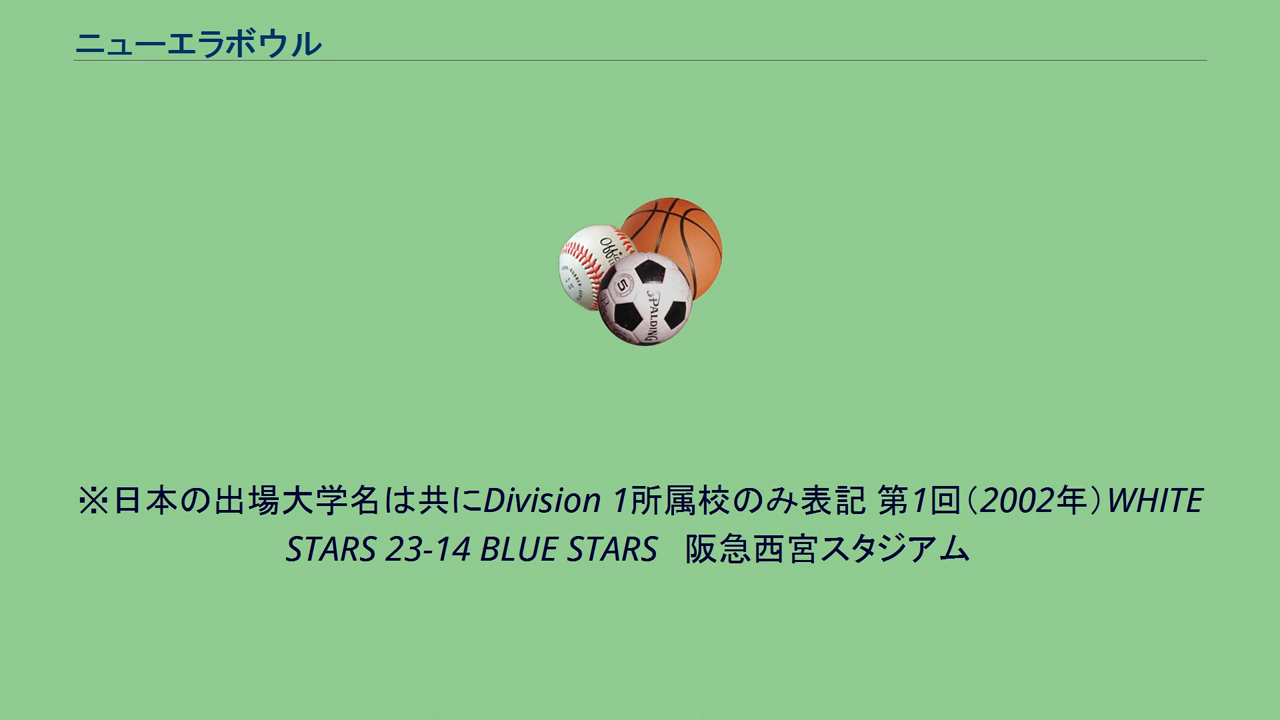 ニューエラボウル
Offici
5
SPALDING
※日本の出場大学名は共にDivision 1所属校のみ表記 第1回（2002年）WHITE
STARS 23-14 BLUE STARS 阪急西宮スタジアム